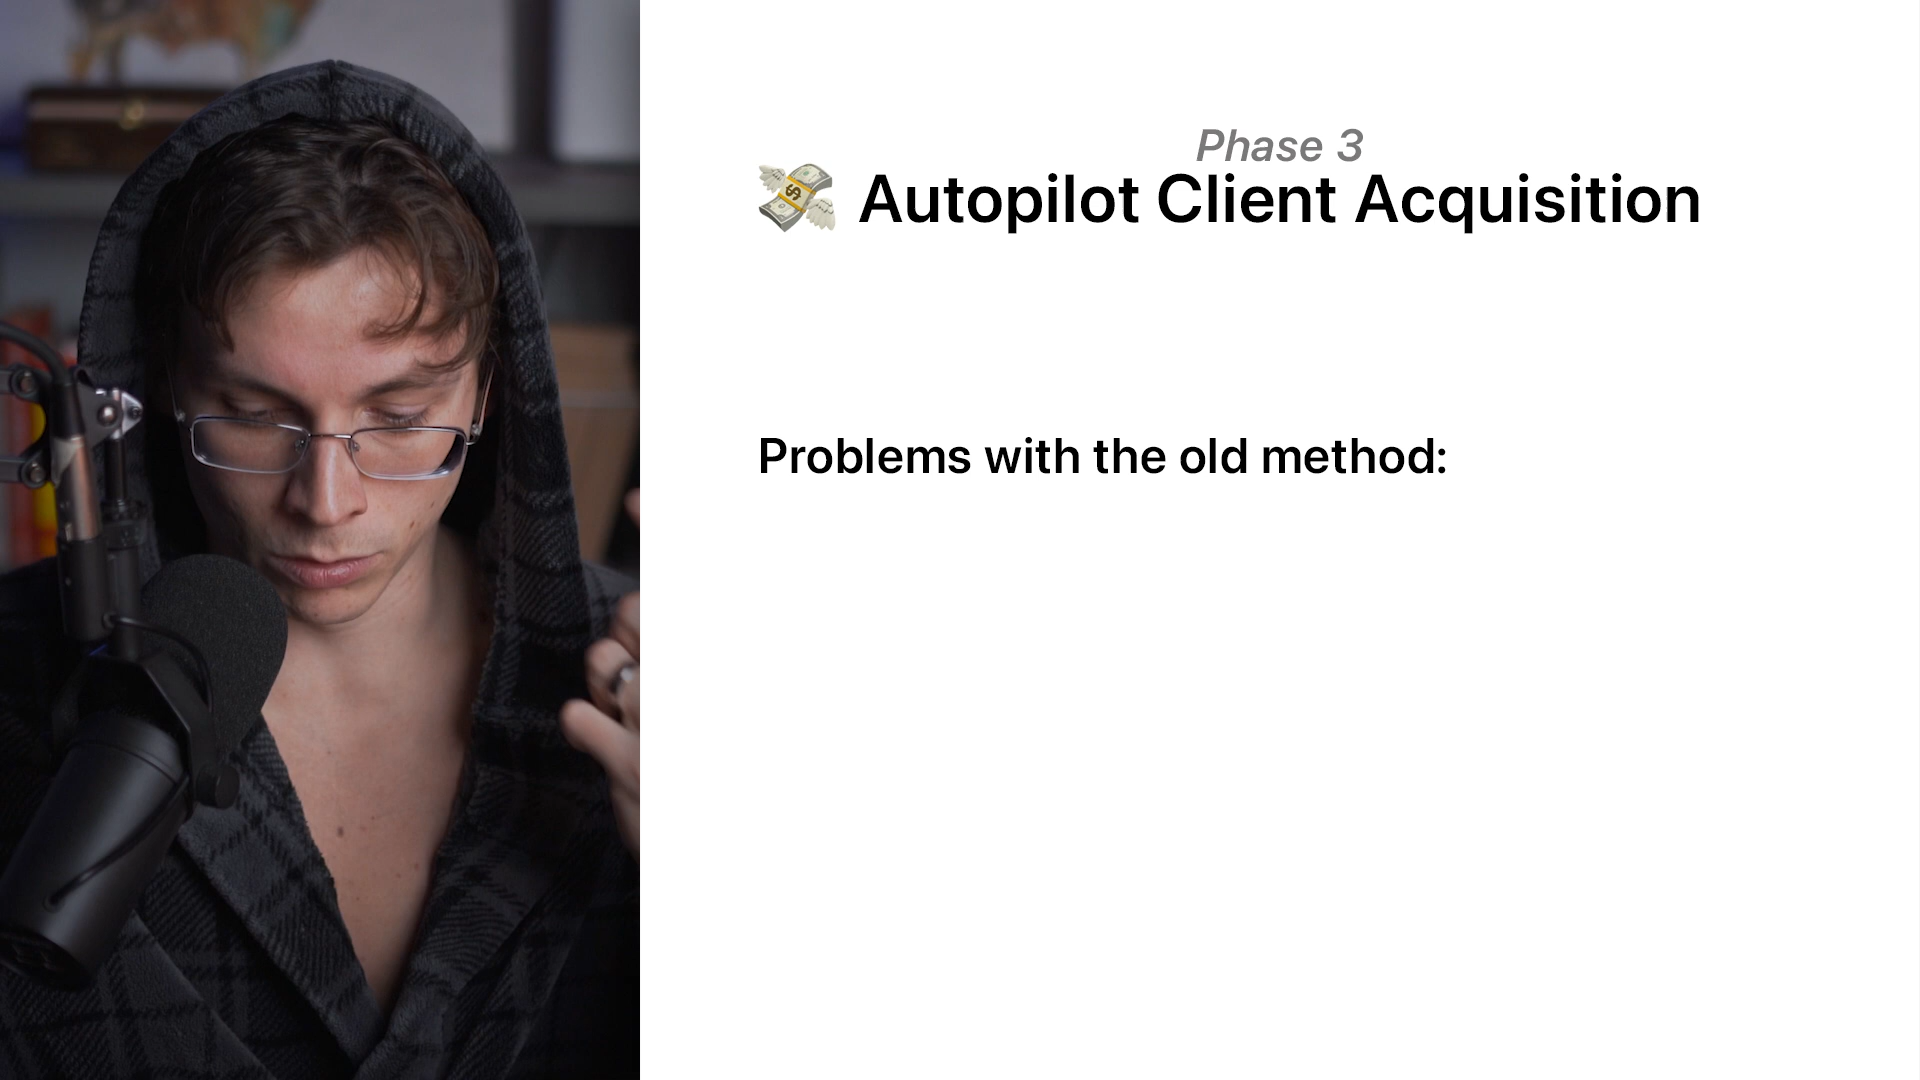 Phase 3
💸 Autopilot Client Acquisition
Problems with the old method: